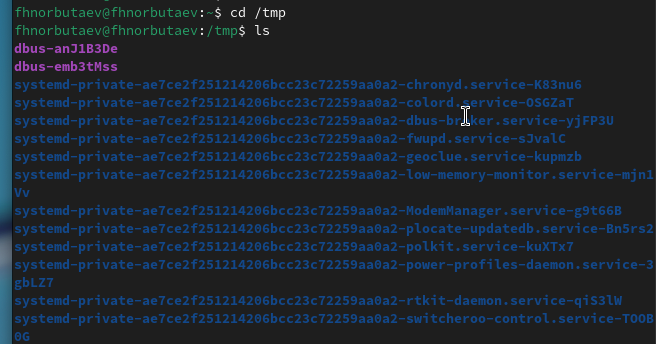 fhnorbutaev@fhnorbutaev:~$ cd /tmp
fhnorbutaev@fhnorbutaev:/tmp$ ls
dbus-anJ1B3De
dbus-emb3tMss
systemd-private-ae7ce2f251214206bcc23c72259aa0a2-chronyd.service-K83nu6
systemd-private-ae7ce2f251214206bcc23c72259aa0a2-colord.service-OSGZaT
systemd-private-ae7ce2f251214206bcc23c72259aa0a2-dbus-broker.service-yjFP3U
systemd-private-ae7ce2f251214206bcc23c72259aa0a2-fwupd.service-sJvalC
systemd-private-ae7ce2f251214206bcc23c72259aa0a2-geoclue.service-kupmzb
systemd-private-ae7ce2f251214206bcc23c72259aa0a2-low-memory-monitor.service-mjn1
Vv
systemd-private-ae7ce2f251214206bcc23c72259aa0a2-ModemManager.service-g9t66B
systemd-private-ae7ce2f251214206bcc23c72259aa0a2-plocate-updatedb.service-Bn5rs2
systemd-private-ae7ce2f251214206bcc23c72259aa0a2-polkit.service-kuXTx7
systemd-private-ae7ce2f251214206bcc23c72259aa0a2-power-profiles-daemon.service-3
gbLZ7
systemd-private-ae7ce2f251214206bcc23c72259aa0a2-rtkit-daemon.service-qiS3lW
systemd-private-ae7ce2f251214206bcc23c72259aa0a2-switcheroo-control.service-TOOB
0G